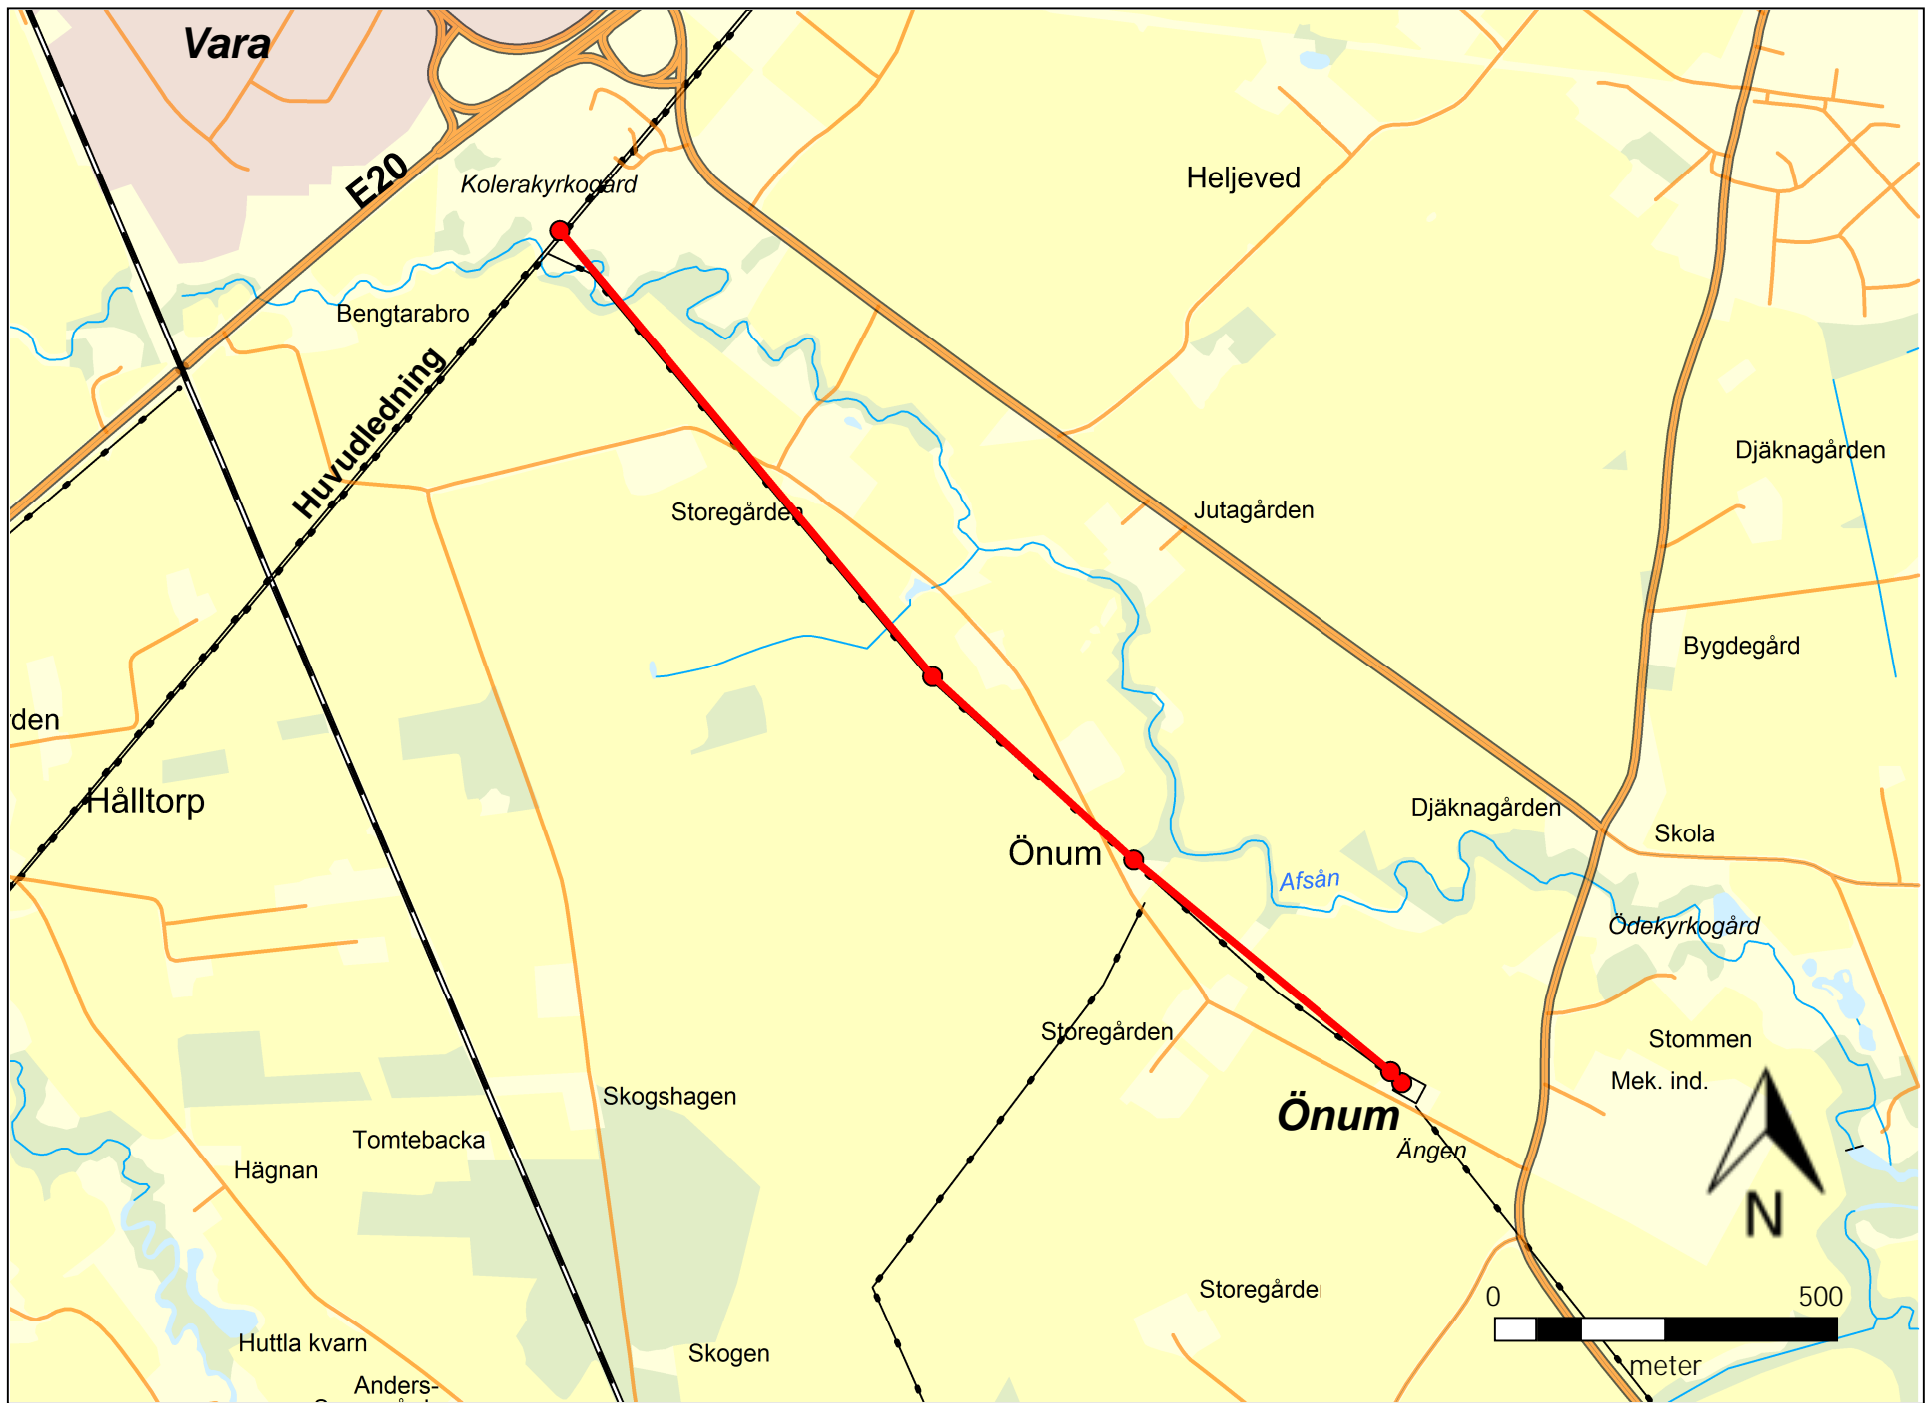 Vara
E20
Kolerakyrkogård
Heljeved
Bengtarabro
Huvudledning
Djäknagården
Storegården
Jutagården
Bygdegård
rden
Hålltorp
Djäknagården
Skola
Önum
Afsån
Ödekyrkogård
Storegården
Stommen
Mek. ind.
Skogshagen
Önum
Tomtebacka
Ängen
Hägnan
N
Storegårde
0 500
Huttla kvarn
Skogen
meter
Anders-